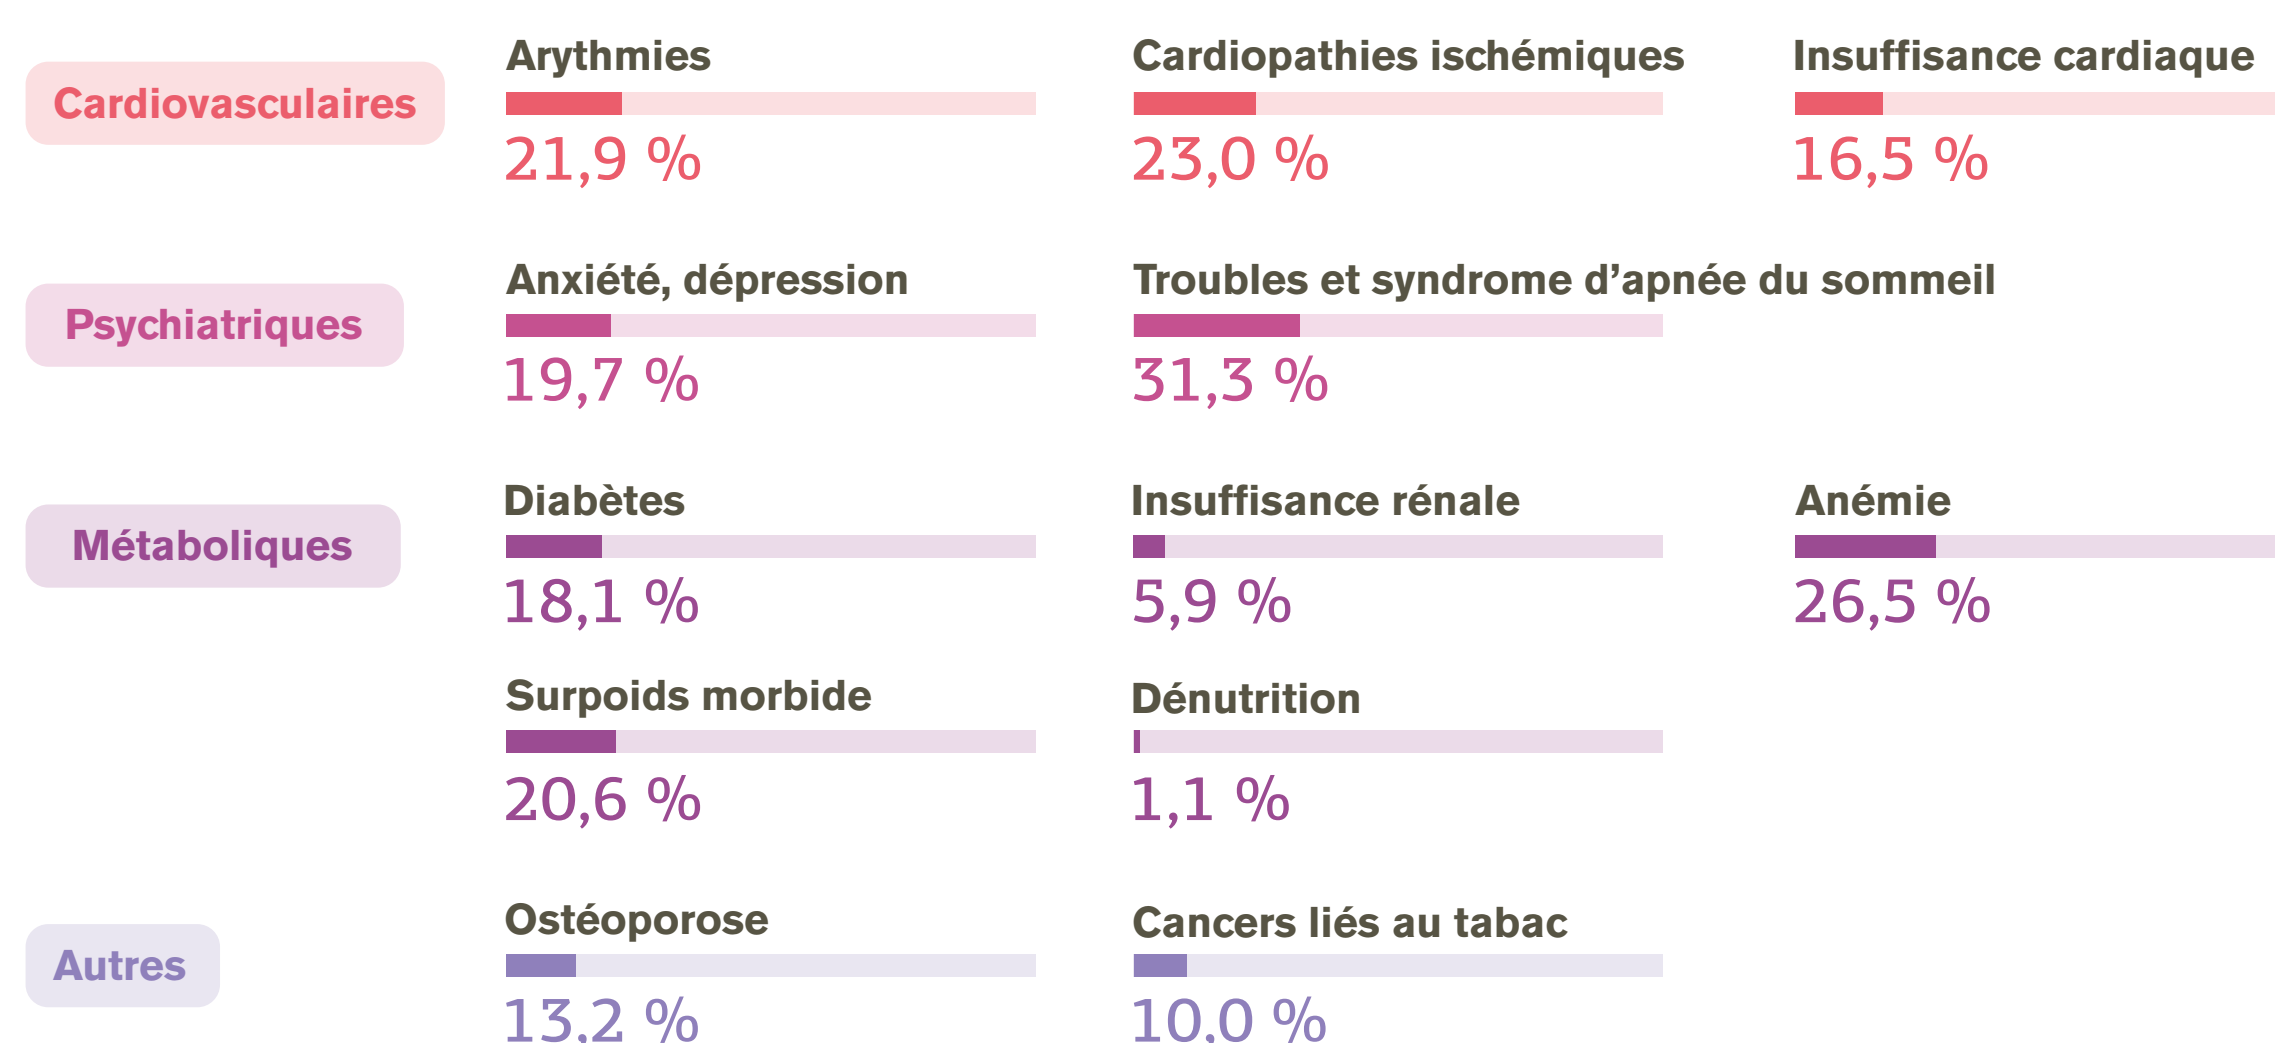 Cardiovasculaires
Arythmies
21,9 %
Cardiopathies ischémiques
23,0 %
Insuffisance cardiaque
16,5 %
Psychiatriques
Anxiété, dépression
19,7 %
Troubles et syndrome d’apnée du sommeil
31,3 %
Métaboliques
Diabètes
18,1 %
Insuffisance rénale
5,9 %
Anémie
26,5 %
Surpoids morbide
20,6 %
Dénutrition
1,1 %
Autres
Ostéoporose
13,2 %
Cancers liés au tabac
10,0 %